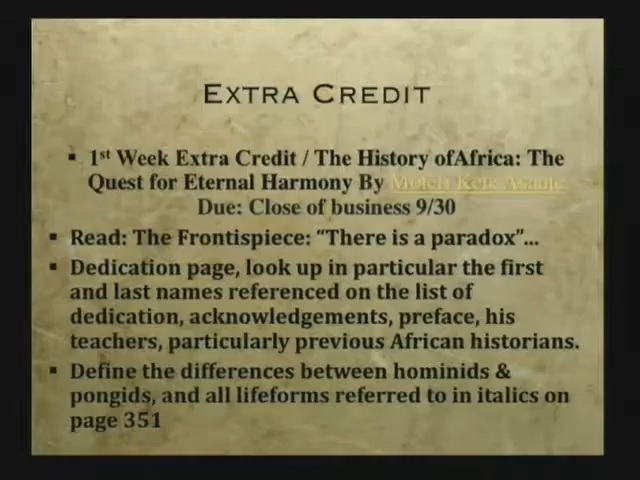 EXTRA CREDIT
▪ 1st Week Extra Credit / The History ofAfrica: The
Quest for Eternal Harmony By Molefi Kete Asante
Due: Close of business 9/30
▪ Read: The Frontispiece: “There is a paradox”...
▪ Dedication page, look up in particular the first
and last names referenced on the list of
dedication, acknowledgements, preface, his
teachers, particularly previous African historians.
▪ Define the differences between hominids &
pongids, and all lifeforms referred to in italics on
page 351